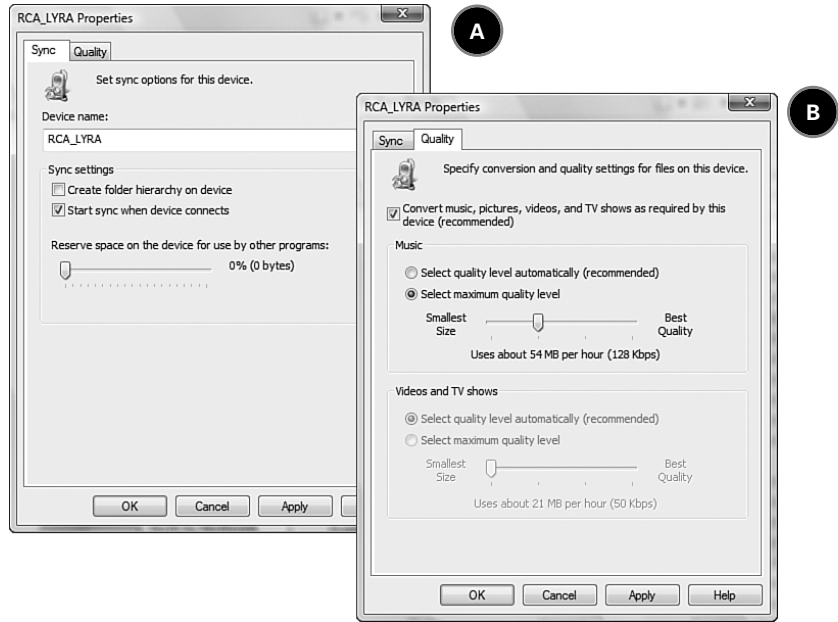 RCA_LYRA Properties
A
Sync
Quality
Set sync options for this device.
Device name:
RCA_LYRA
Sync settings
Create folder hierarchy on device
Start sync when device connects
Reserve space on the device for use by other programs:
0% (0 bytes)
OK
Cancel
Apply
RCA_LYRA Properties
B
Sync
Quality
Specify conversion and quality settings for files on this device.
Convert music, pictures, videos, and TV shows as required by this
device (recommended)
Music
Select quality level automatically (recommended)
Select maximum quality level
Smallest
Size
Best
Quality
Uses about 54 MB per hour (128 Kbps)
Videos and TV shows
Select quality level automatically (recommended)
Select maximum quality level
Smallest
Size
Best
Quality
Uses about 21 MB per hour (50 Kbps)
OK
Cancel
Apply
Help